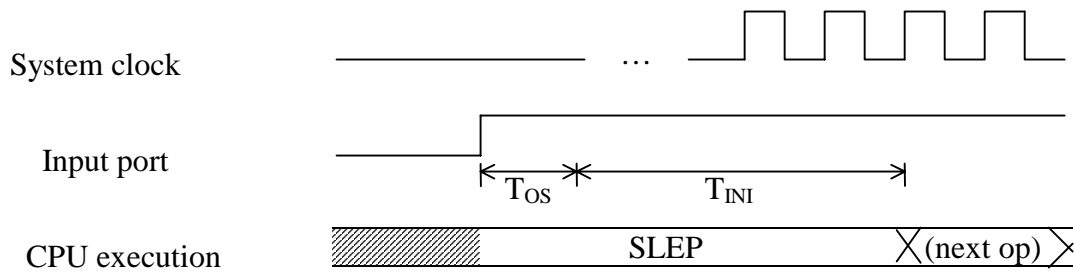 System clock
...
Input port
TOS
TINI
CPU execution
SLEP
(next op)